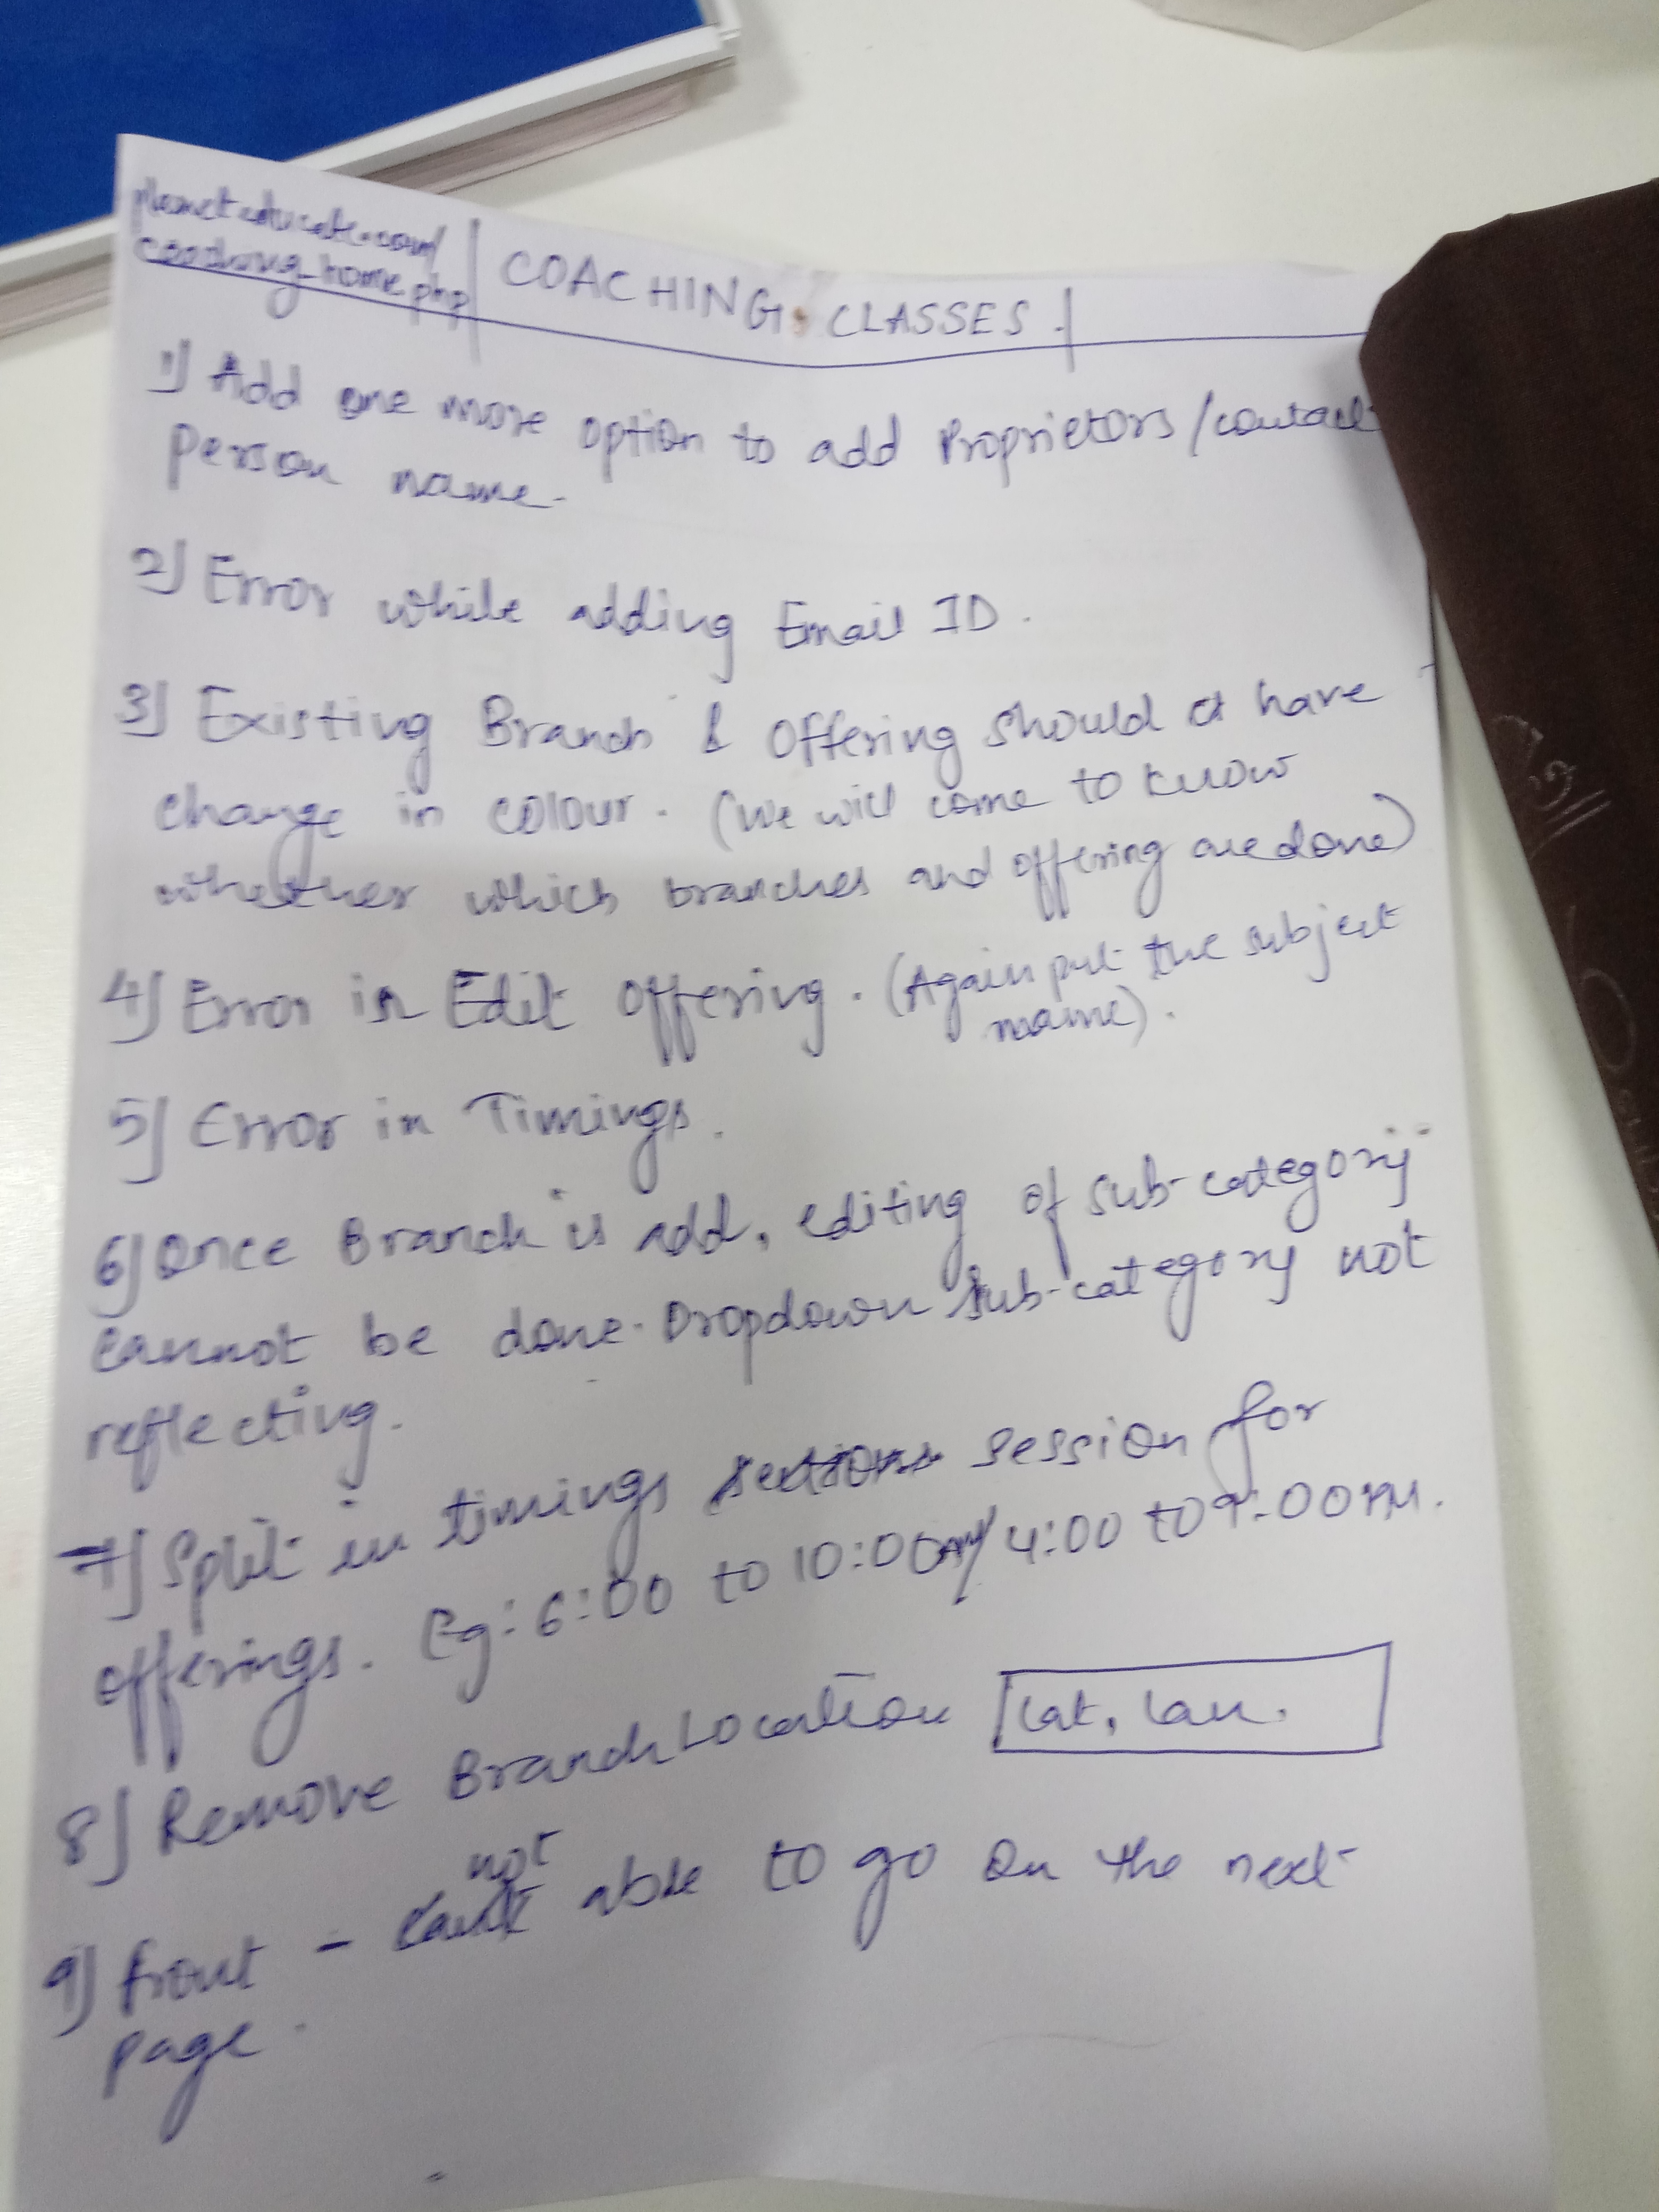 planeteducate.com/
coaching_home.php
COACHING CLASSES.
1) Add one more option to add Proprietors/contact
person name.
2) Error while adding Email ID.
3) Existing Branch & Offering should have
change in colour. (We will come to know
whether which branches and offering are done)
4) Error in Edit offering. (Again put the subject
name).
5) Error in Timings.
6) Once Branch is add, editing of sub-category
cannot be done. Dropdown sub-category not
reflecting.
7) Split in timings session for
offerings. Eg: 6:00 to 10:00AM/4:00 to 9:00PM.
8) Remove Branch Location Lat, Lan.
not
9) front - able to go on the next
page.